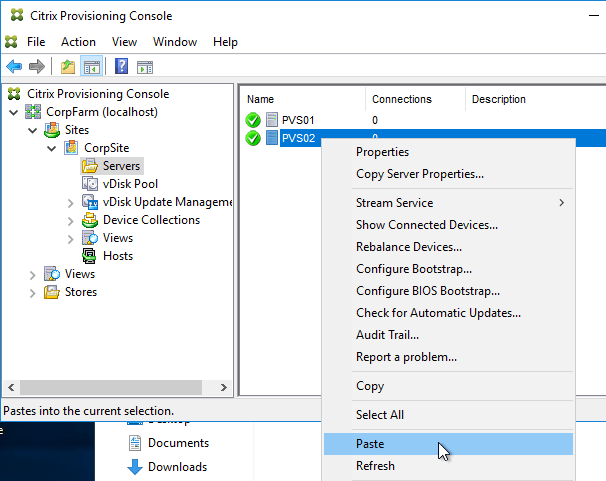 Citrix Provisioning Console
File Action View Window Help
Citrix Provisioning Console
CorpFarm (localhost)
Sites
CorpSite
Servers
vDisk Pool
vDisk Update Manageme
Device Collections
Views
Hosts
Views
Stores
Name Connections Description
PVS01 0
PVS02 0
Properties
Copy Server Properties...
Stream Service
Show Connected Devices...
Rebalance Devices...
Configure Bootstrap...
Configure BIOS Bootstrap...
Check for Automatic Updates...
Audit Trail...
Report a problem...
Copy
Select All
Paste
Refresh
Pastes into the current selection.
Desktop
Documents
Downloads